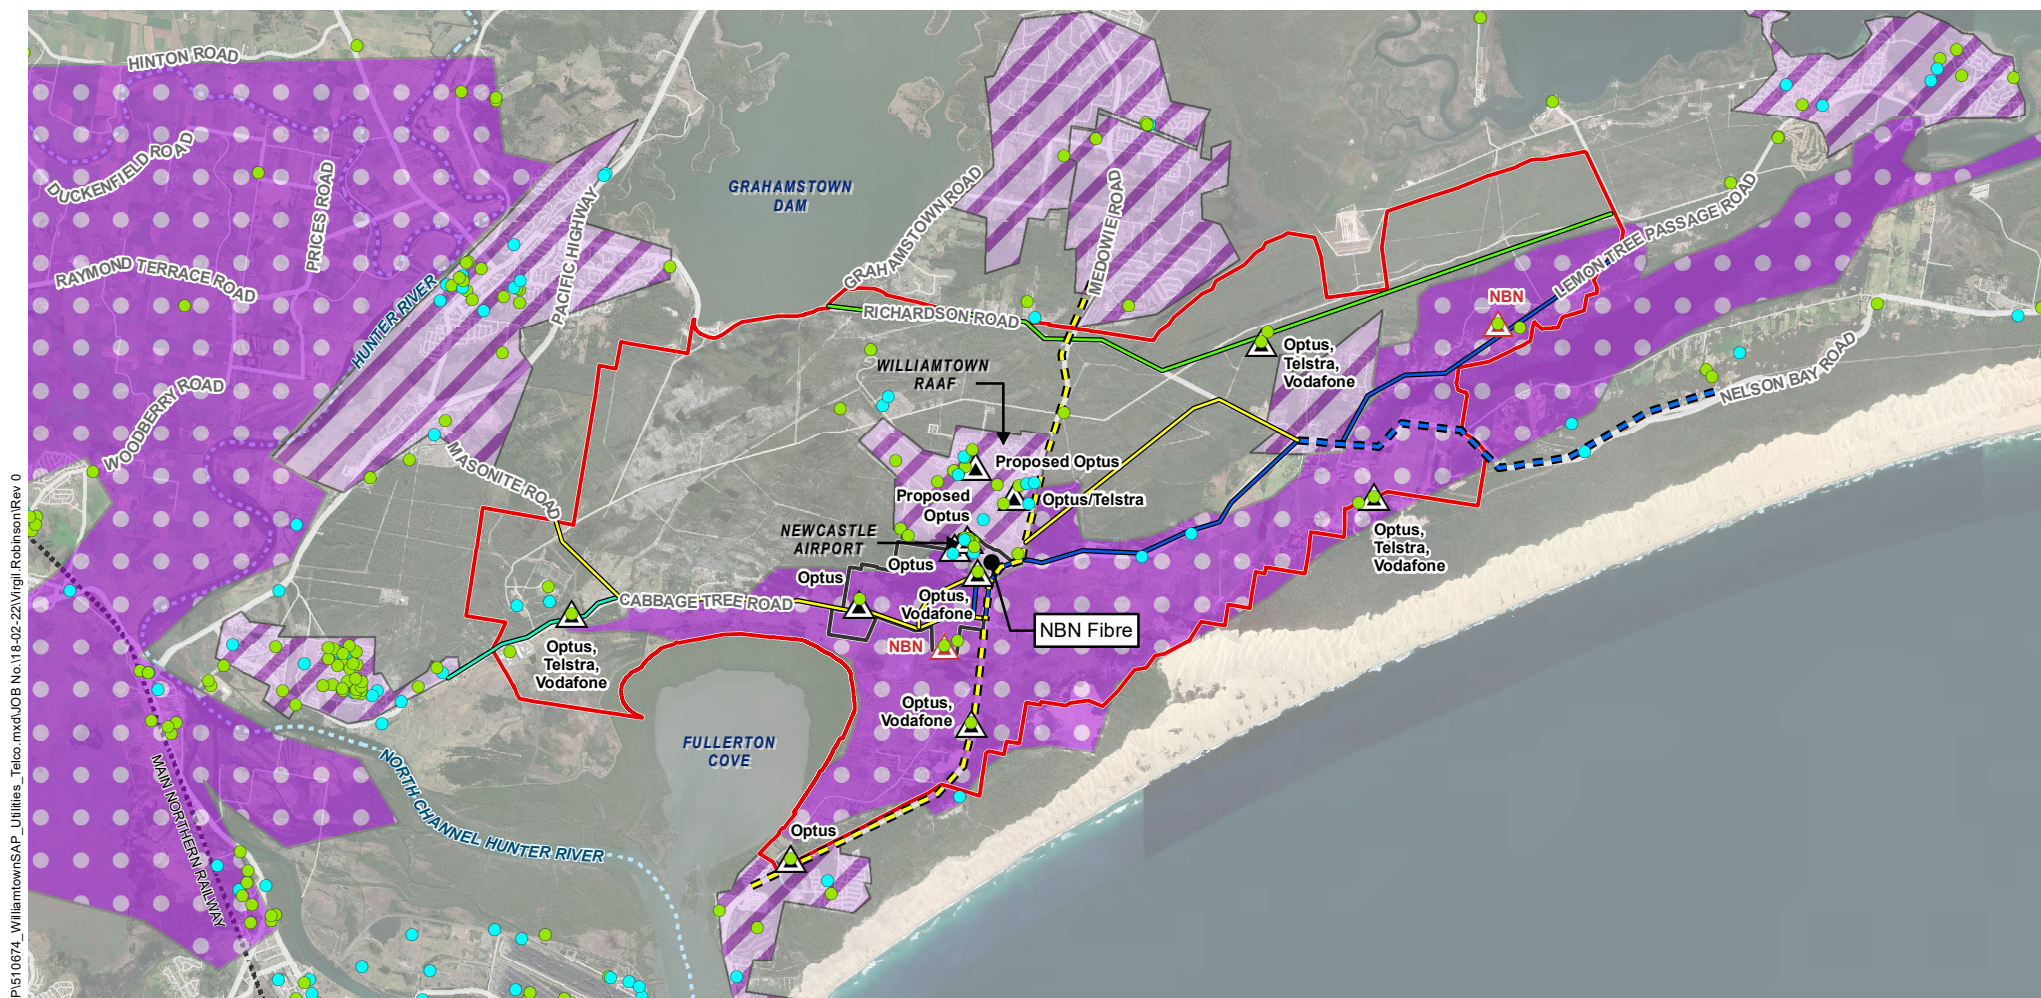 HINTON ROAD
DUCKENFIELD ROAD
PRICES ROAD
RAYMOND TERRACE ROAD
HUNTER RIVER
PACIFIC HIGHWAY
WOODBERRY ROAD
MASONITE ROAD
GRAHAMSTOWN
DAM
GRAHAMSTOWN ROAD
MEDOWIE ROAD
RICHARDSON ROAD
LEMON TREE PASSAGE ROAD
NELSON BAY ROAD
NBN
Optus,
Telstra,
Vodafone
WILLIAMTOWN
RAAF
Proposed Optus
Proposed
Optus
Optus/Telstra
NEWCASTLE
AIRPORT
Optus
Optus
Optus,
Vodafone
Optus,
Telstra,
Vodafone
CABBAGE TREE ROAD
NBN Fibre
NBN
Optus,
Telstra,
Vodafone
Optus,
Vodafone
FULLERTON
COVE
Optus
MAIN NORTHERN RAILWAY
NORTH CHANNEL HUNTER RIVER
P\510674_WilliamtownSAP_Utilities_Telco.mxd\JOB No.\18-02-22\Virgil.Robinson\Rev 0